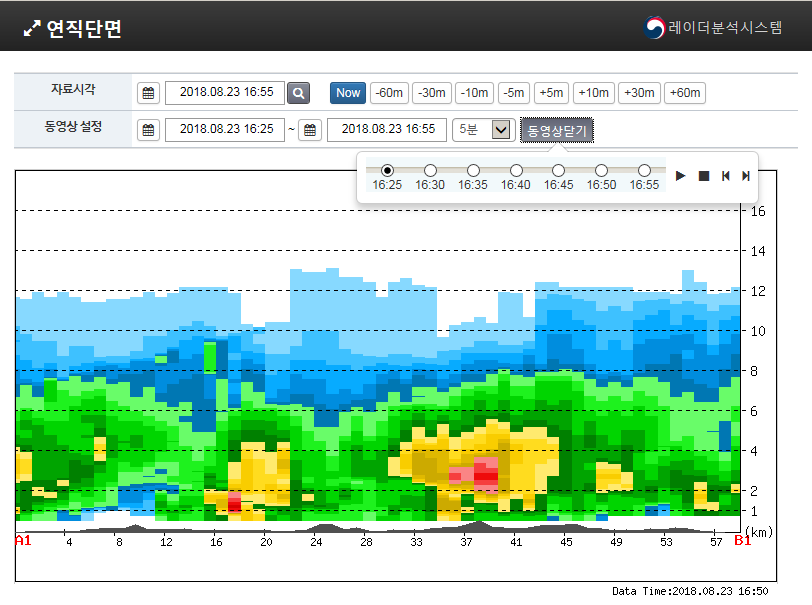 연직단면
레이더분석시스템
자료시각 2018.08.23 16:55 Now -60m -30m -10m -5m +5m +10m +30m +60m
동영상 설정 2018.08.23 16:25 ~ 2018.08.23 16:55 5분 동영상닫기
16:25 16:30 16:35 16:40 16:45 16:50 16:55
16
14
12
10
8
6
4
2
1
(km)
A1 4 8 12 16 20 24 28 33 37 41 45 49 53 57 B1
Data Time:2018.08.23 16:50